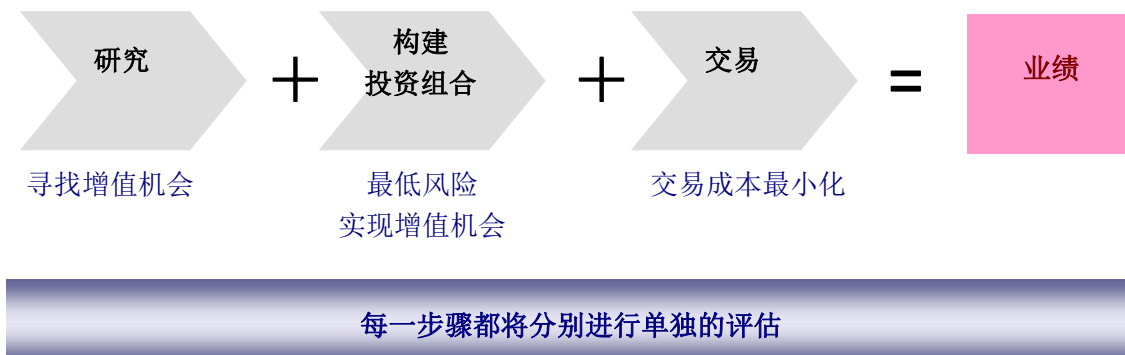 研究
寻找增值机会
+
构建
投资组合
最低风险
实现增值机会
+
交易
交易成本最小化
=
业绩
每一步骤都将分别进行单独的评估